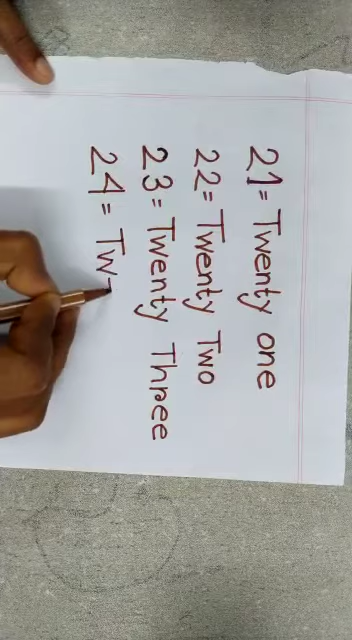 21= Twenty one
22= Twenty Two
23= Twenty Three
24= Tw